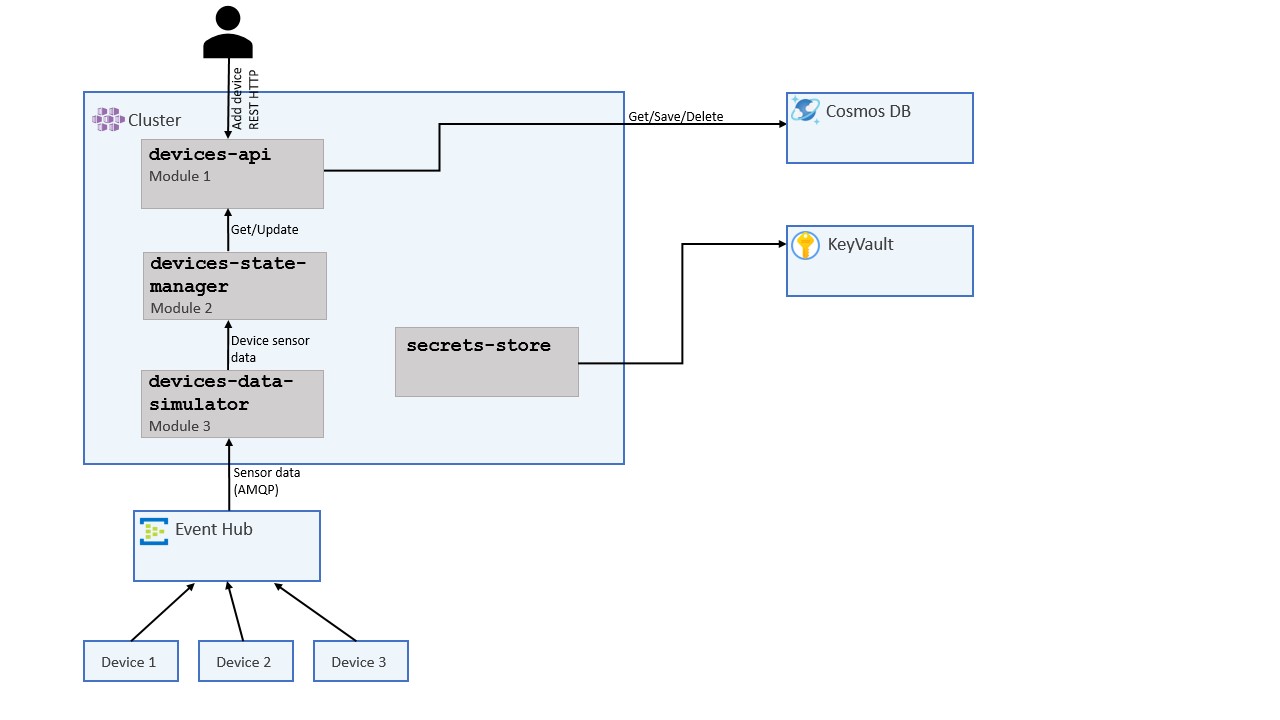 Add device
REST HTTP
Cluster
devices-api
Module 1
Get/Save/Delete
Cosmos DB
Get/Update
KeyVault
devices-state-
manager
Module 2
Device sensor
data
secrets-store
devices-data-
simulator
Module 3
Sensor data
(AMQP)
Event Hub
Device 1
Device 2
Device 3